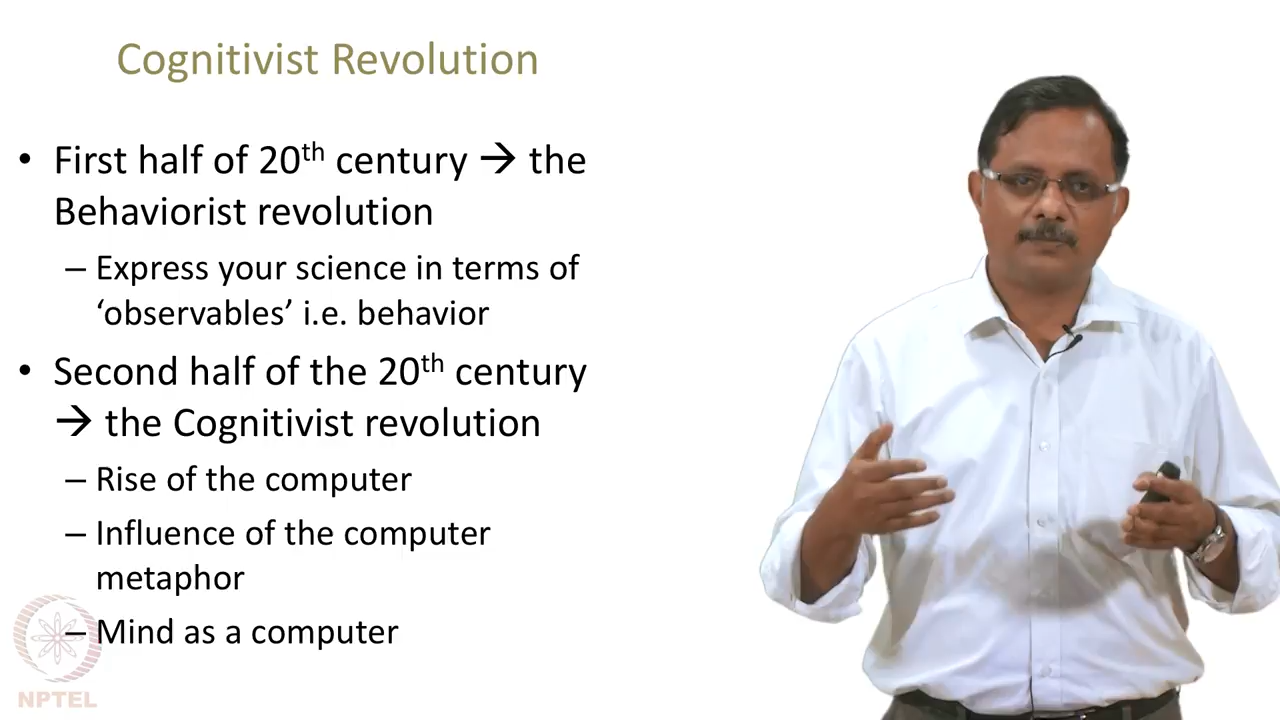 Cognitivist Revolution
• First half of 20th century → the
Behaviorist revolution
– Express your science in terms of
‘observables’ i.e. behavior
• Second half of the 20th century
→ the Cognitivist revolution
– Rise of the computer
– Influence of the computer
metaphor
– Mind as a computer
NPTEL